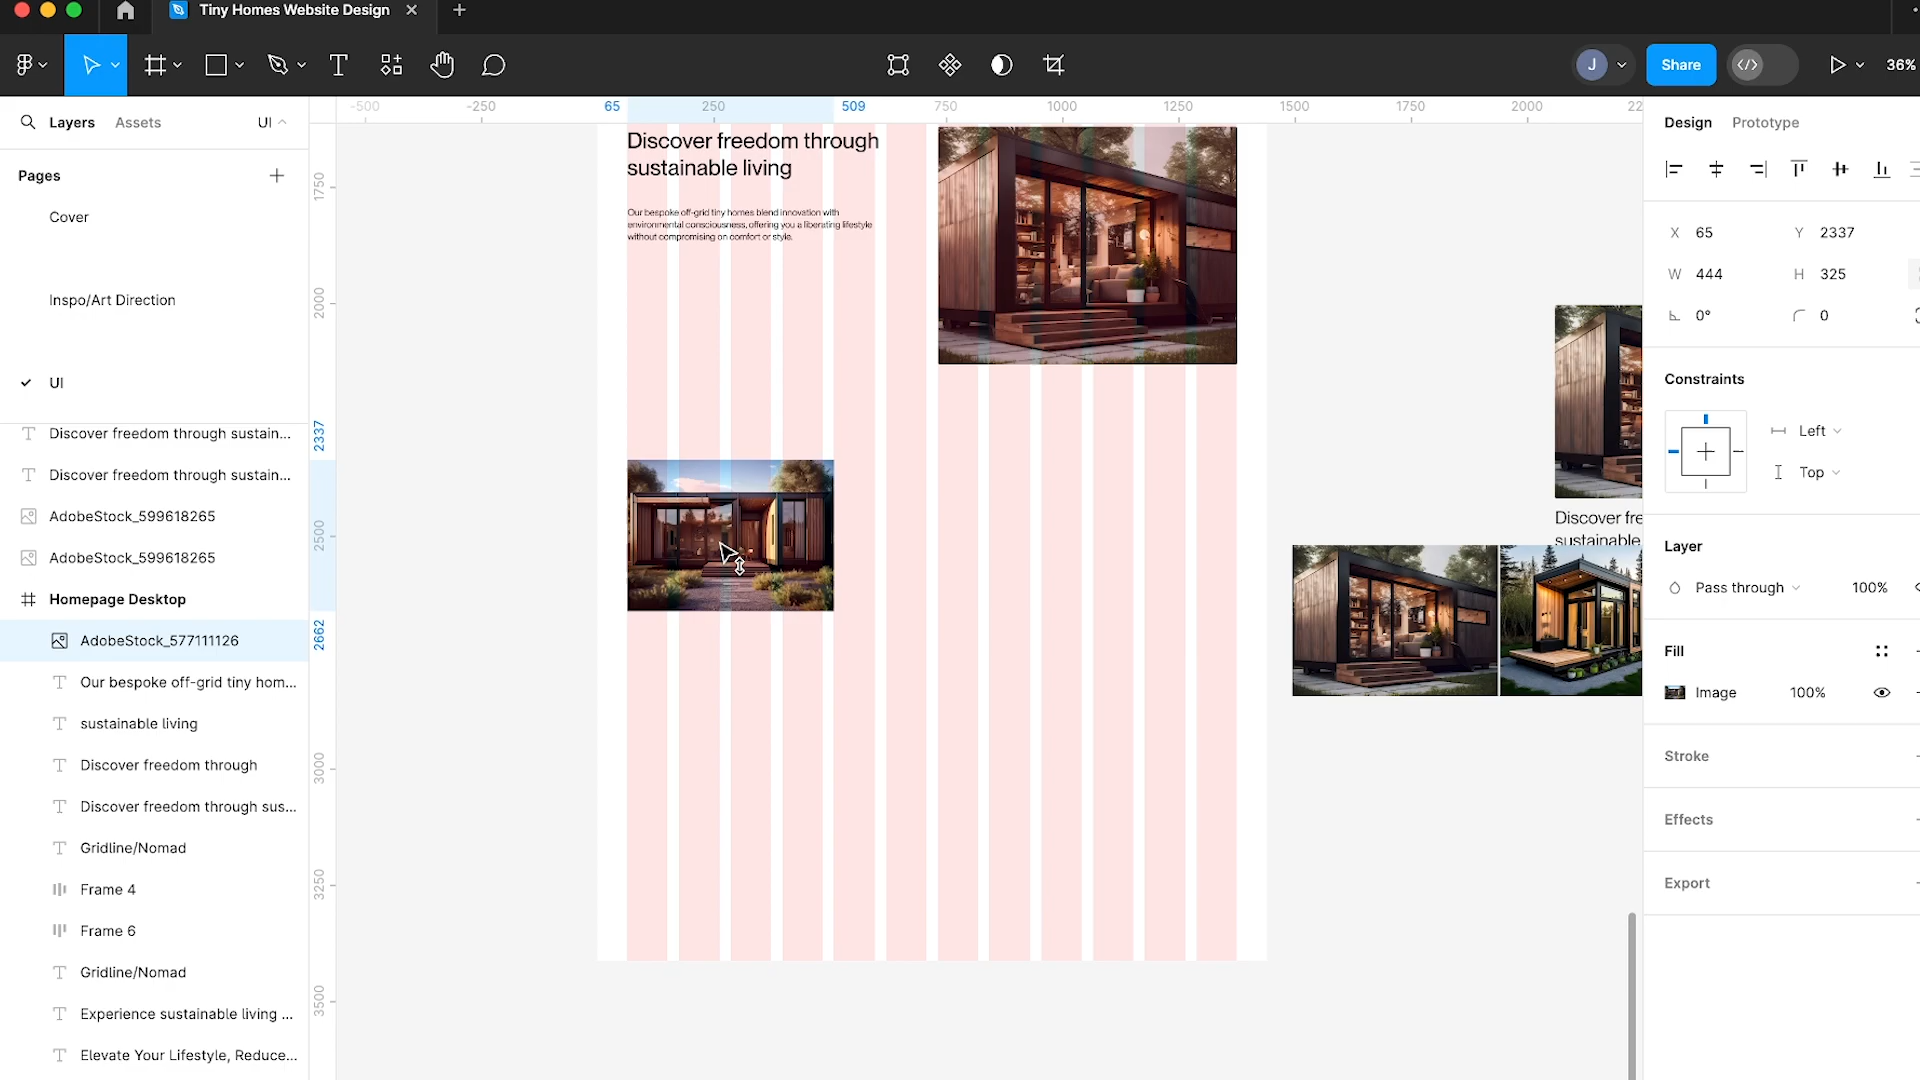 Tiny Homes Website Design
J
Share
36%
Layers
Assets
UI
Pages
Cover
Inspo/Art Direction
UI
Discover freedom through sustain...
Discover freedom through sustain...
AdobeStock_599618265
AdobeStock_599618265
Homepage Desktop
AdobeStock_577111126
Our bespoke off-grid tiny hom...
sustainable living
Discover freedom through
Discover freedom through sus...
Gridline/Nomad
Frame 4
Frame 6
Gridline/Nomad
Experience sustainable living ...
Elevate Your Lifestyle, Reduce...
-500 -250 65 250 509 750 1000 1250 1500 1750 2000 22
1750
2000
2337
2500
2662
3000
3250
3500
Discover freedom through
sustainable living
Our bespoke off-grid tiny homes blend innovation with
environmental consciousness, offering you a liberating lifestyle
without compromising on comfort or style.
Discover fre
sustainable
Design
Prototype
X 65
Y 2337
W 444
H 325
0°
0
Constraints
Left
Top
Layer
Pass through
100%
Fill
Image
100%
Stroke
Effects
Export